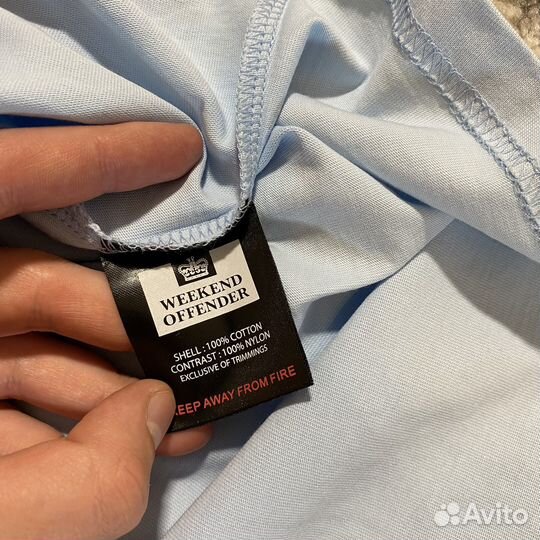 WEEKEND
OFFENDER
SHELL : 100% COTTON
CONTRAST : 100% NYLON
EXCLUSIVE OF TRIMMINGS
KEEP AWAY FROM FIRE
Avito